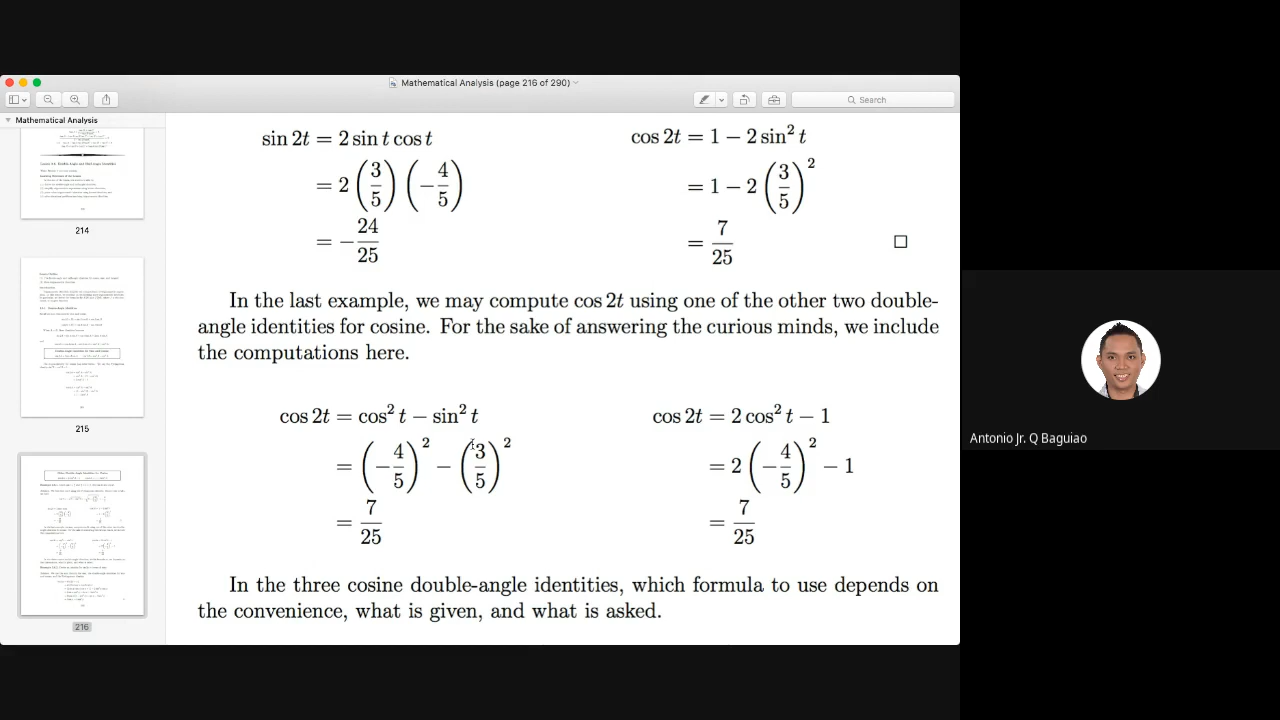 Mathematical Analysis (page 216 of 290)
Search
Mathematical Analysis
214
215
216
sin 2t = 2 sin t cos t
= 2 (3/5) (−4/5)
= −24/25
cos 2t = 1 − 2 sin² t
= 1 − 2 (3/5)²
= 7/25
□
In the last example, we may compute cos 2t using one of the other two double-
angle identities for cosine. For the sake of answering the curious minds, we include
the computations here.
cos 2t = cos² t − sin² t
= (−4/5)² − (3/5)²
= 7/25
cos 2t = 2 cos² t − 1
= 2 (−4/5)² − 1
= 7/25
In the three cosine double-angle identities, which formula to use depends on
the convenience, what is given, and what is asked.
Antonio Jr. Q Baguiao